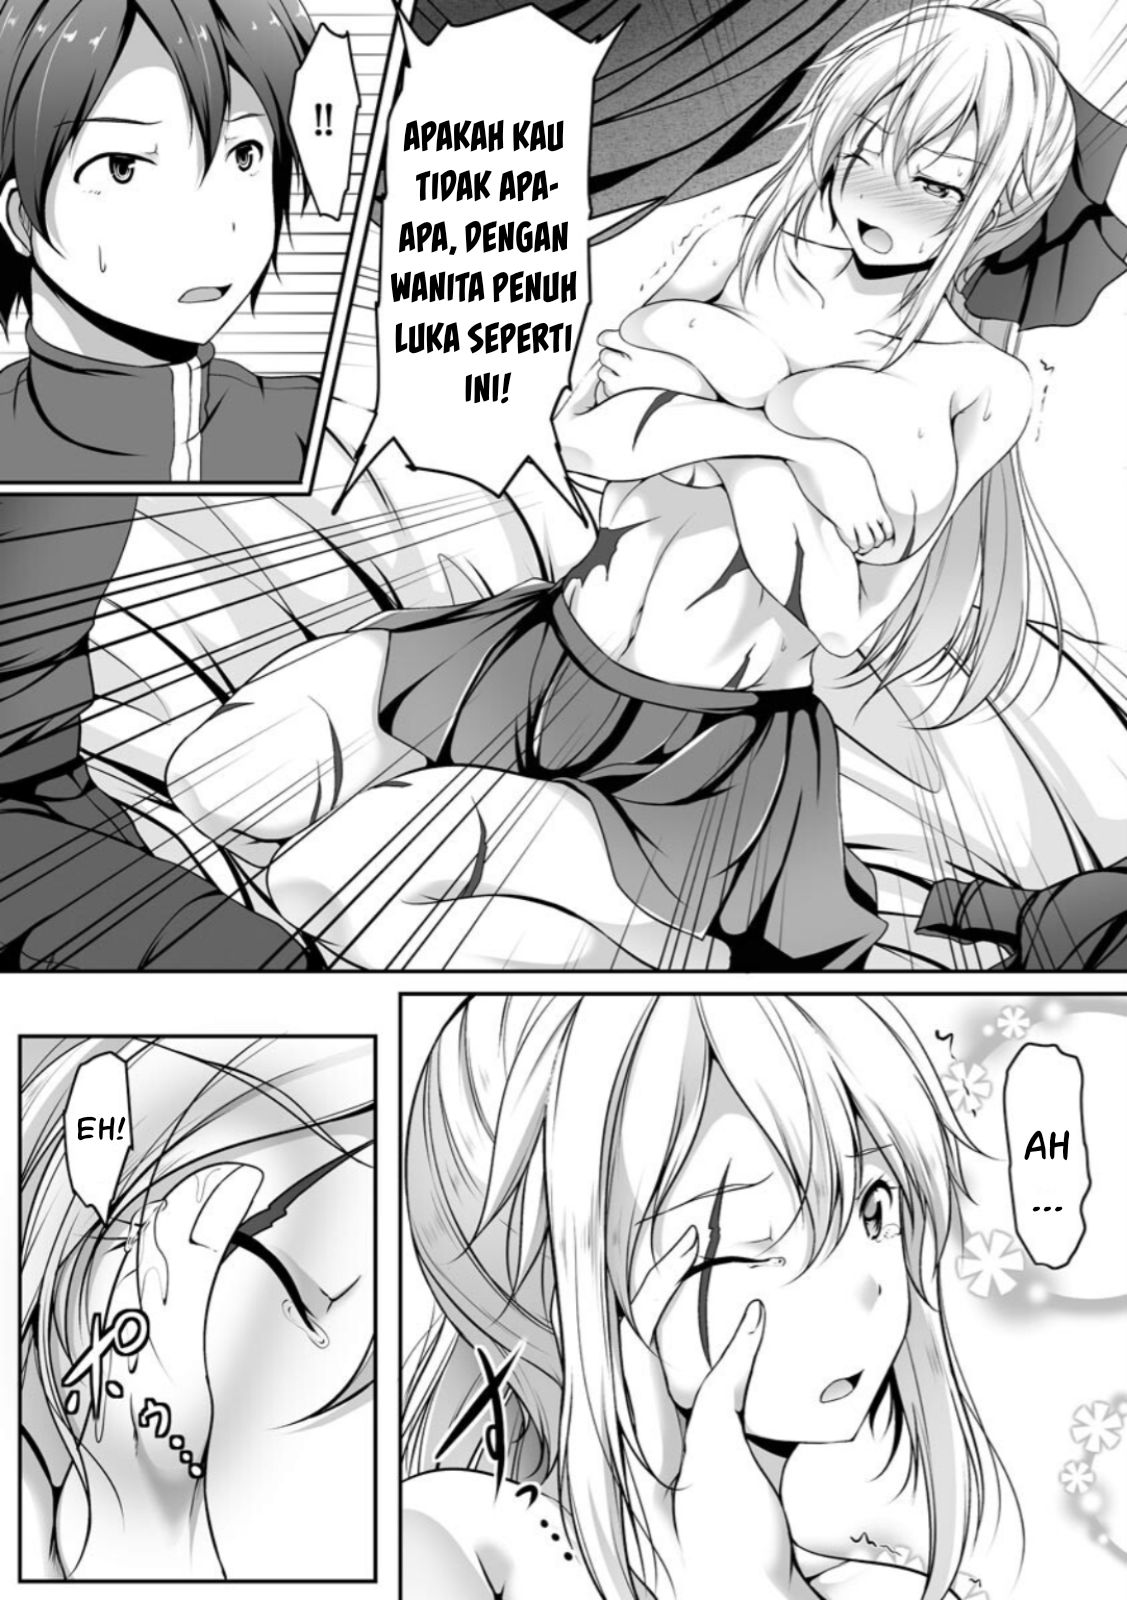 !!
APAKAH KAU
TIDAK APA-
APA, DENGAN
WANITA PENUH
LUKA SEPERTI
INI!
EH!
AH
...